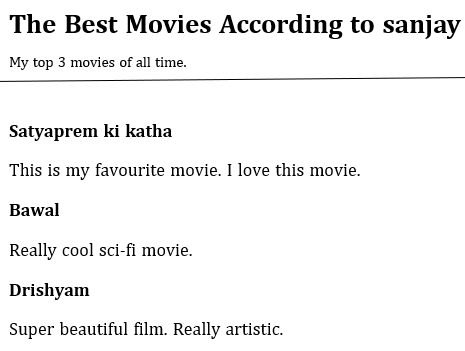 The Best Movies According to sanjay
My top 3 movies of all time.
Satyaprem ki katha
This is my favourite movie. I love this movie.
Bawal
Really cool sci-fi movie.
Drishyam
Super beautiful film. Really artistic.